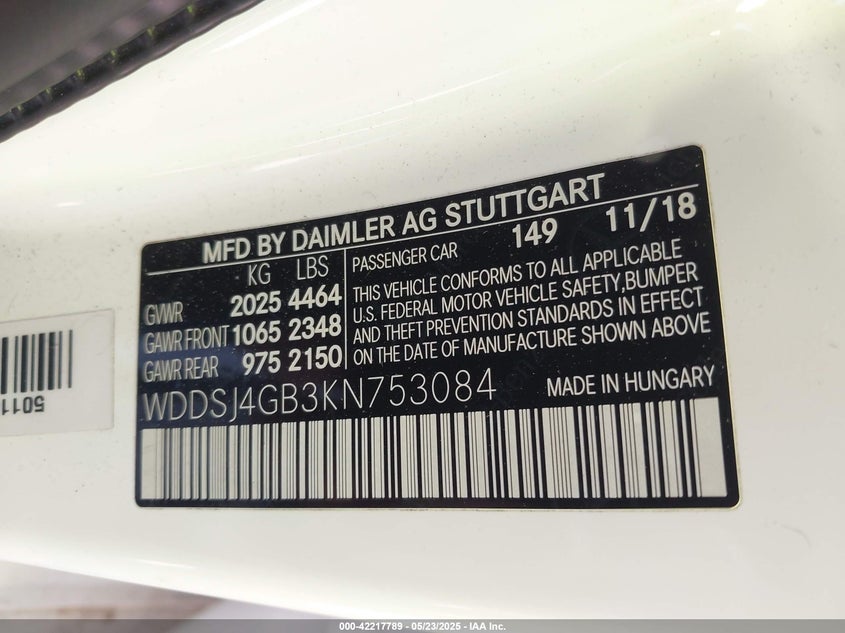 MFD BY DAIMLER AG STUTTGART
KG LBS
GVWR 2025 4464
GAWR FRONT 1065 2348
GAWR REAR 975 2150
PASSENGER CAR 149 11/18
THIS VEHICLE CONFORMS TO ALL APPLICABLE
U.S. FEDERAL MOTOR VEHICLE SAFETY,BUMPER
AND THEFT PREVENTION STANDARDS IN EFFECT
ON THE DATE OF MANUFACTURE SHOWN ABOVE
WDDSJ4GB3KN753084 MADE IN HUNGARY
000-42217789 - 05/23/2025 - IAA Inc.